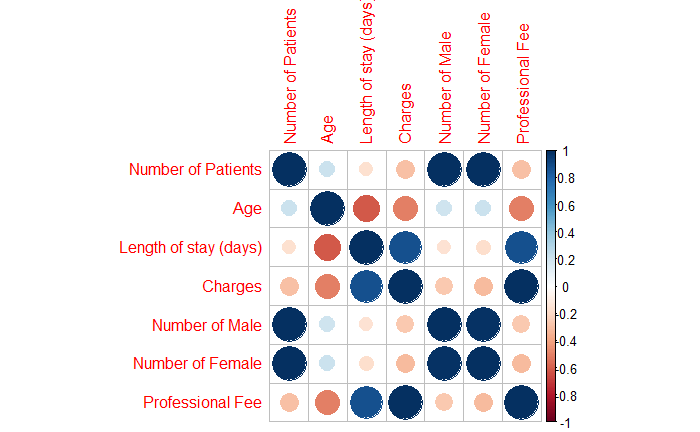 Number of Patients
Age
Length of stay (days)
Charges
Number of Male
Number of Female
Professional Fee
Number of Patients
Age
Length of stay (days)
Charges
Number of Male
Number of Female
Professional Fee
1
0.8
0.6
0.4
0.2
0
0.2
0.4
0.6
0.8
-1